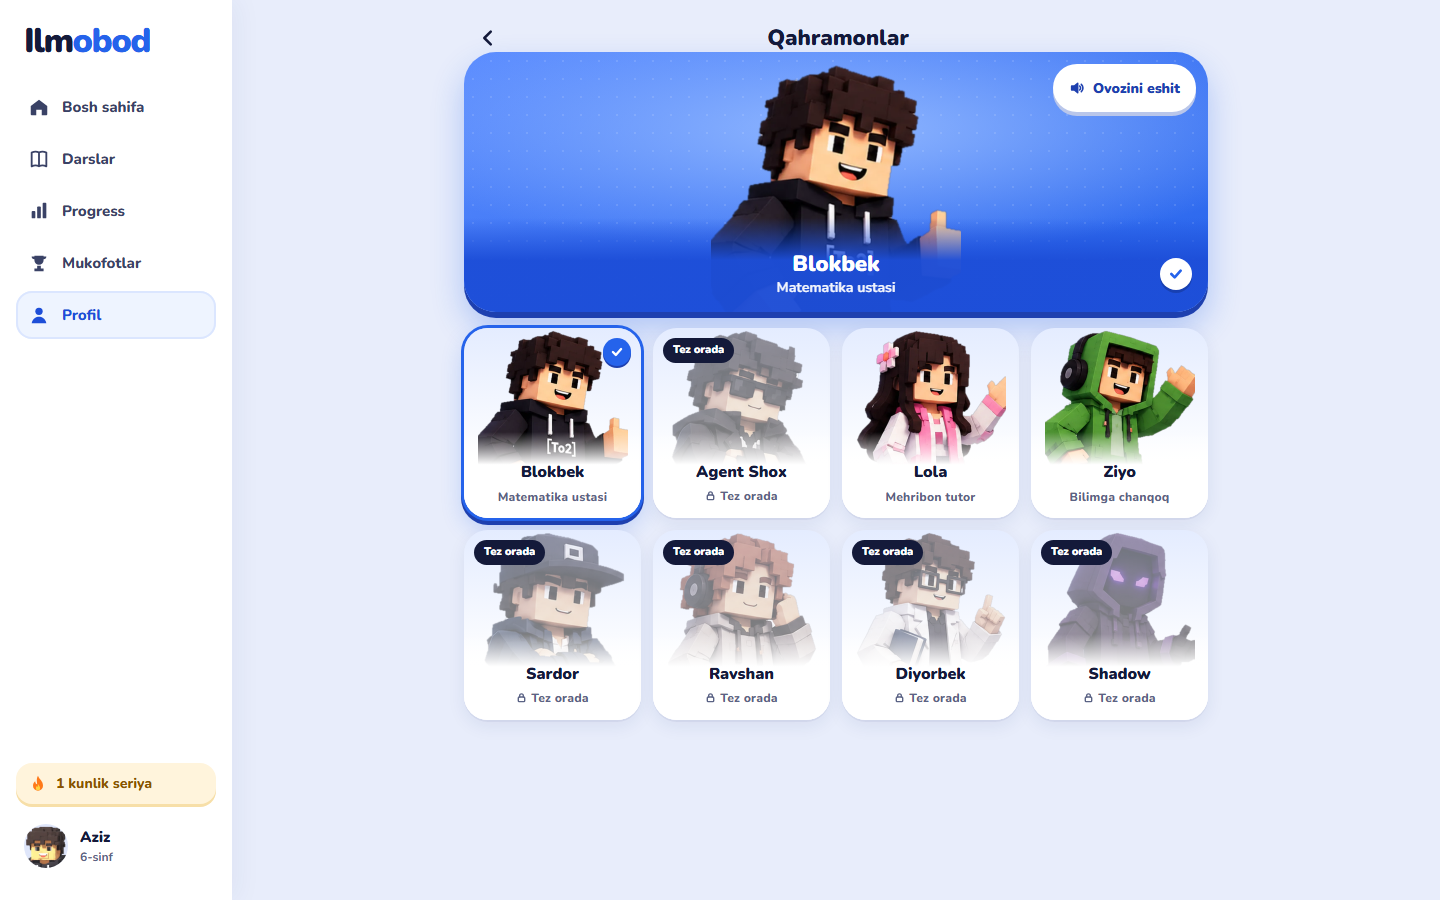 Ilmobod
Bosh sahifa
Darslar
Progress
Mukofotlar
Profil
1 kunlik seriya
Aziz
6-sinf
Qahramonlar
Ovozini eshit
Blokbek
Matematika ustasi
[To2]
Blokbek
Matematika ustasi
Tez orada
Agent Shox
Tez orada
Lola
Mehribon tutor
Ziyo
Bilimga chanqoq
Tez orada
Sardor
Tez orada
Tez orada
Ravshan
Tez orada
Tez orada
Diyorbek
Tez orada
Tez orada
Shadow
Tez orada